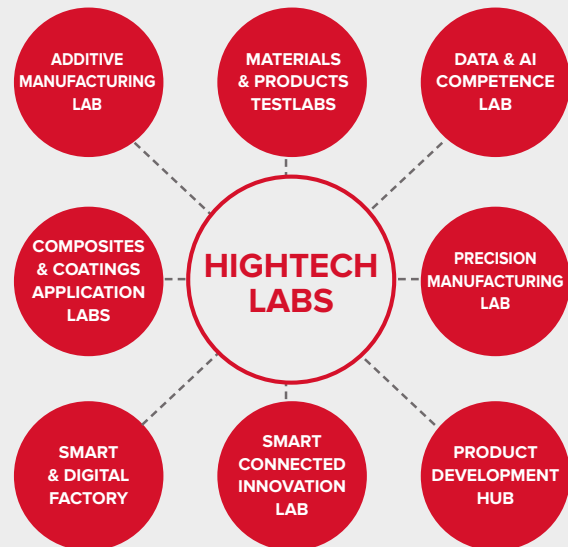 ADDITIVE
MANUFACTURING
LAB
MATERIALS
& PRODUCTS
TESTLABS
DATA & AI
COMPETENCE
LAB
COMPOSITES
& COATINGS
APPLICATION
LABS
HIGHTECH
LABS
PRECISION
MANUFACTURING
LAB
SMART
& DIGITAL
FACTORY
SMART
CONNECTED
INNOVATION
LAB
PRODUCT
DEVELOPMENT
HUB